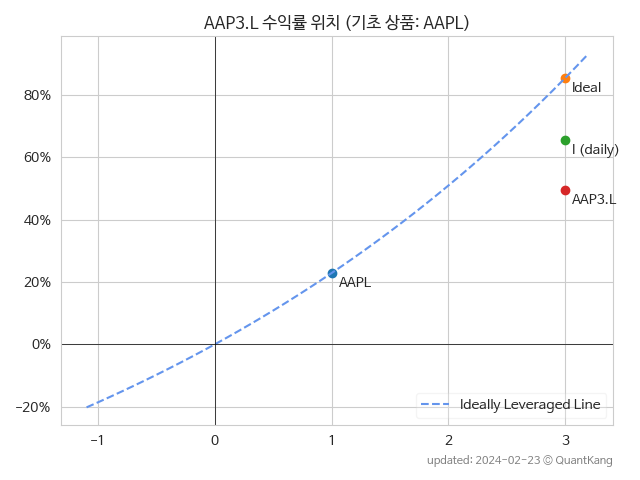 AAP3.L 수익률 위치 (기초 상품: AAPL)
80%
60%
40%
20%
0%
−20%
Ideal
I (daily)
AAP3.L
AAPL
Ideally Leveraged Line
−1 0 1 2 3
updated: 2024-02-23 © QuantKang